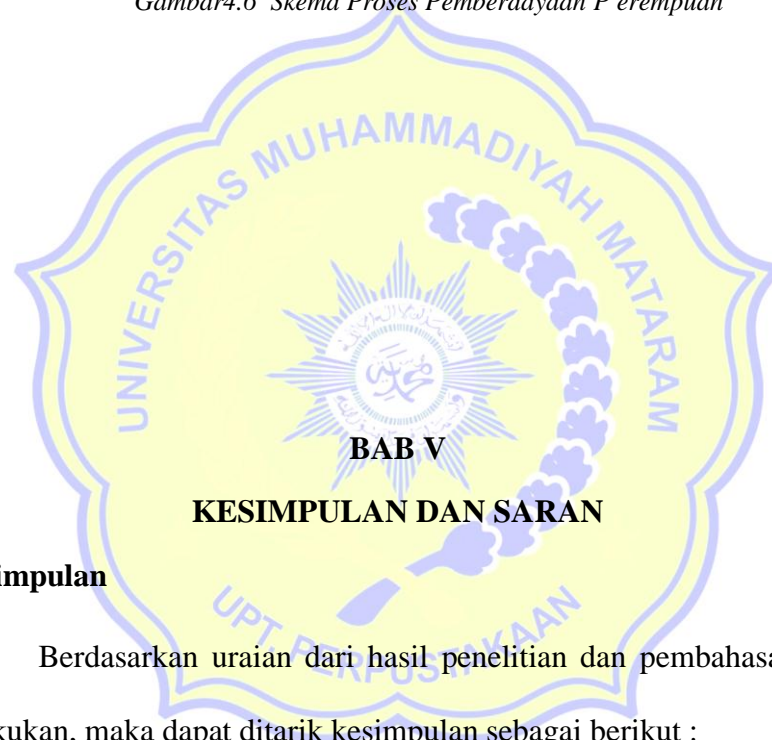 Gambar4.6 Skema Proses Pemberdayaan P erempuan
UNIVERSITAS MUHAMMADIYAH MATARAM
BAB V
KESIMPULAN DAN SARAN
impulan
UPT. PERPUSTAKAAN
Berdasarkan uraian dari hasil penelitian dan pembahasa
kukan, maka dapat ditarik kesimpulan sebagai berikut :